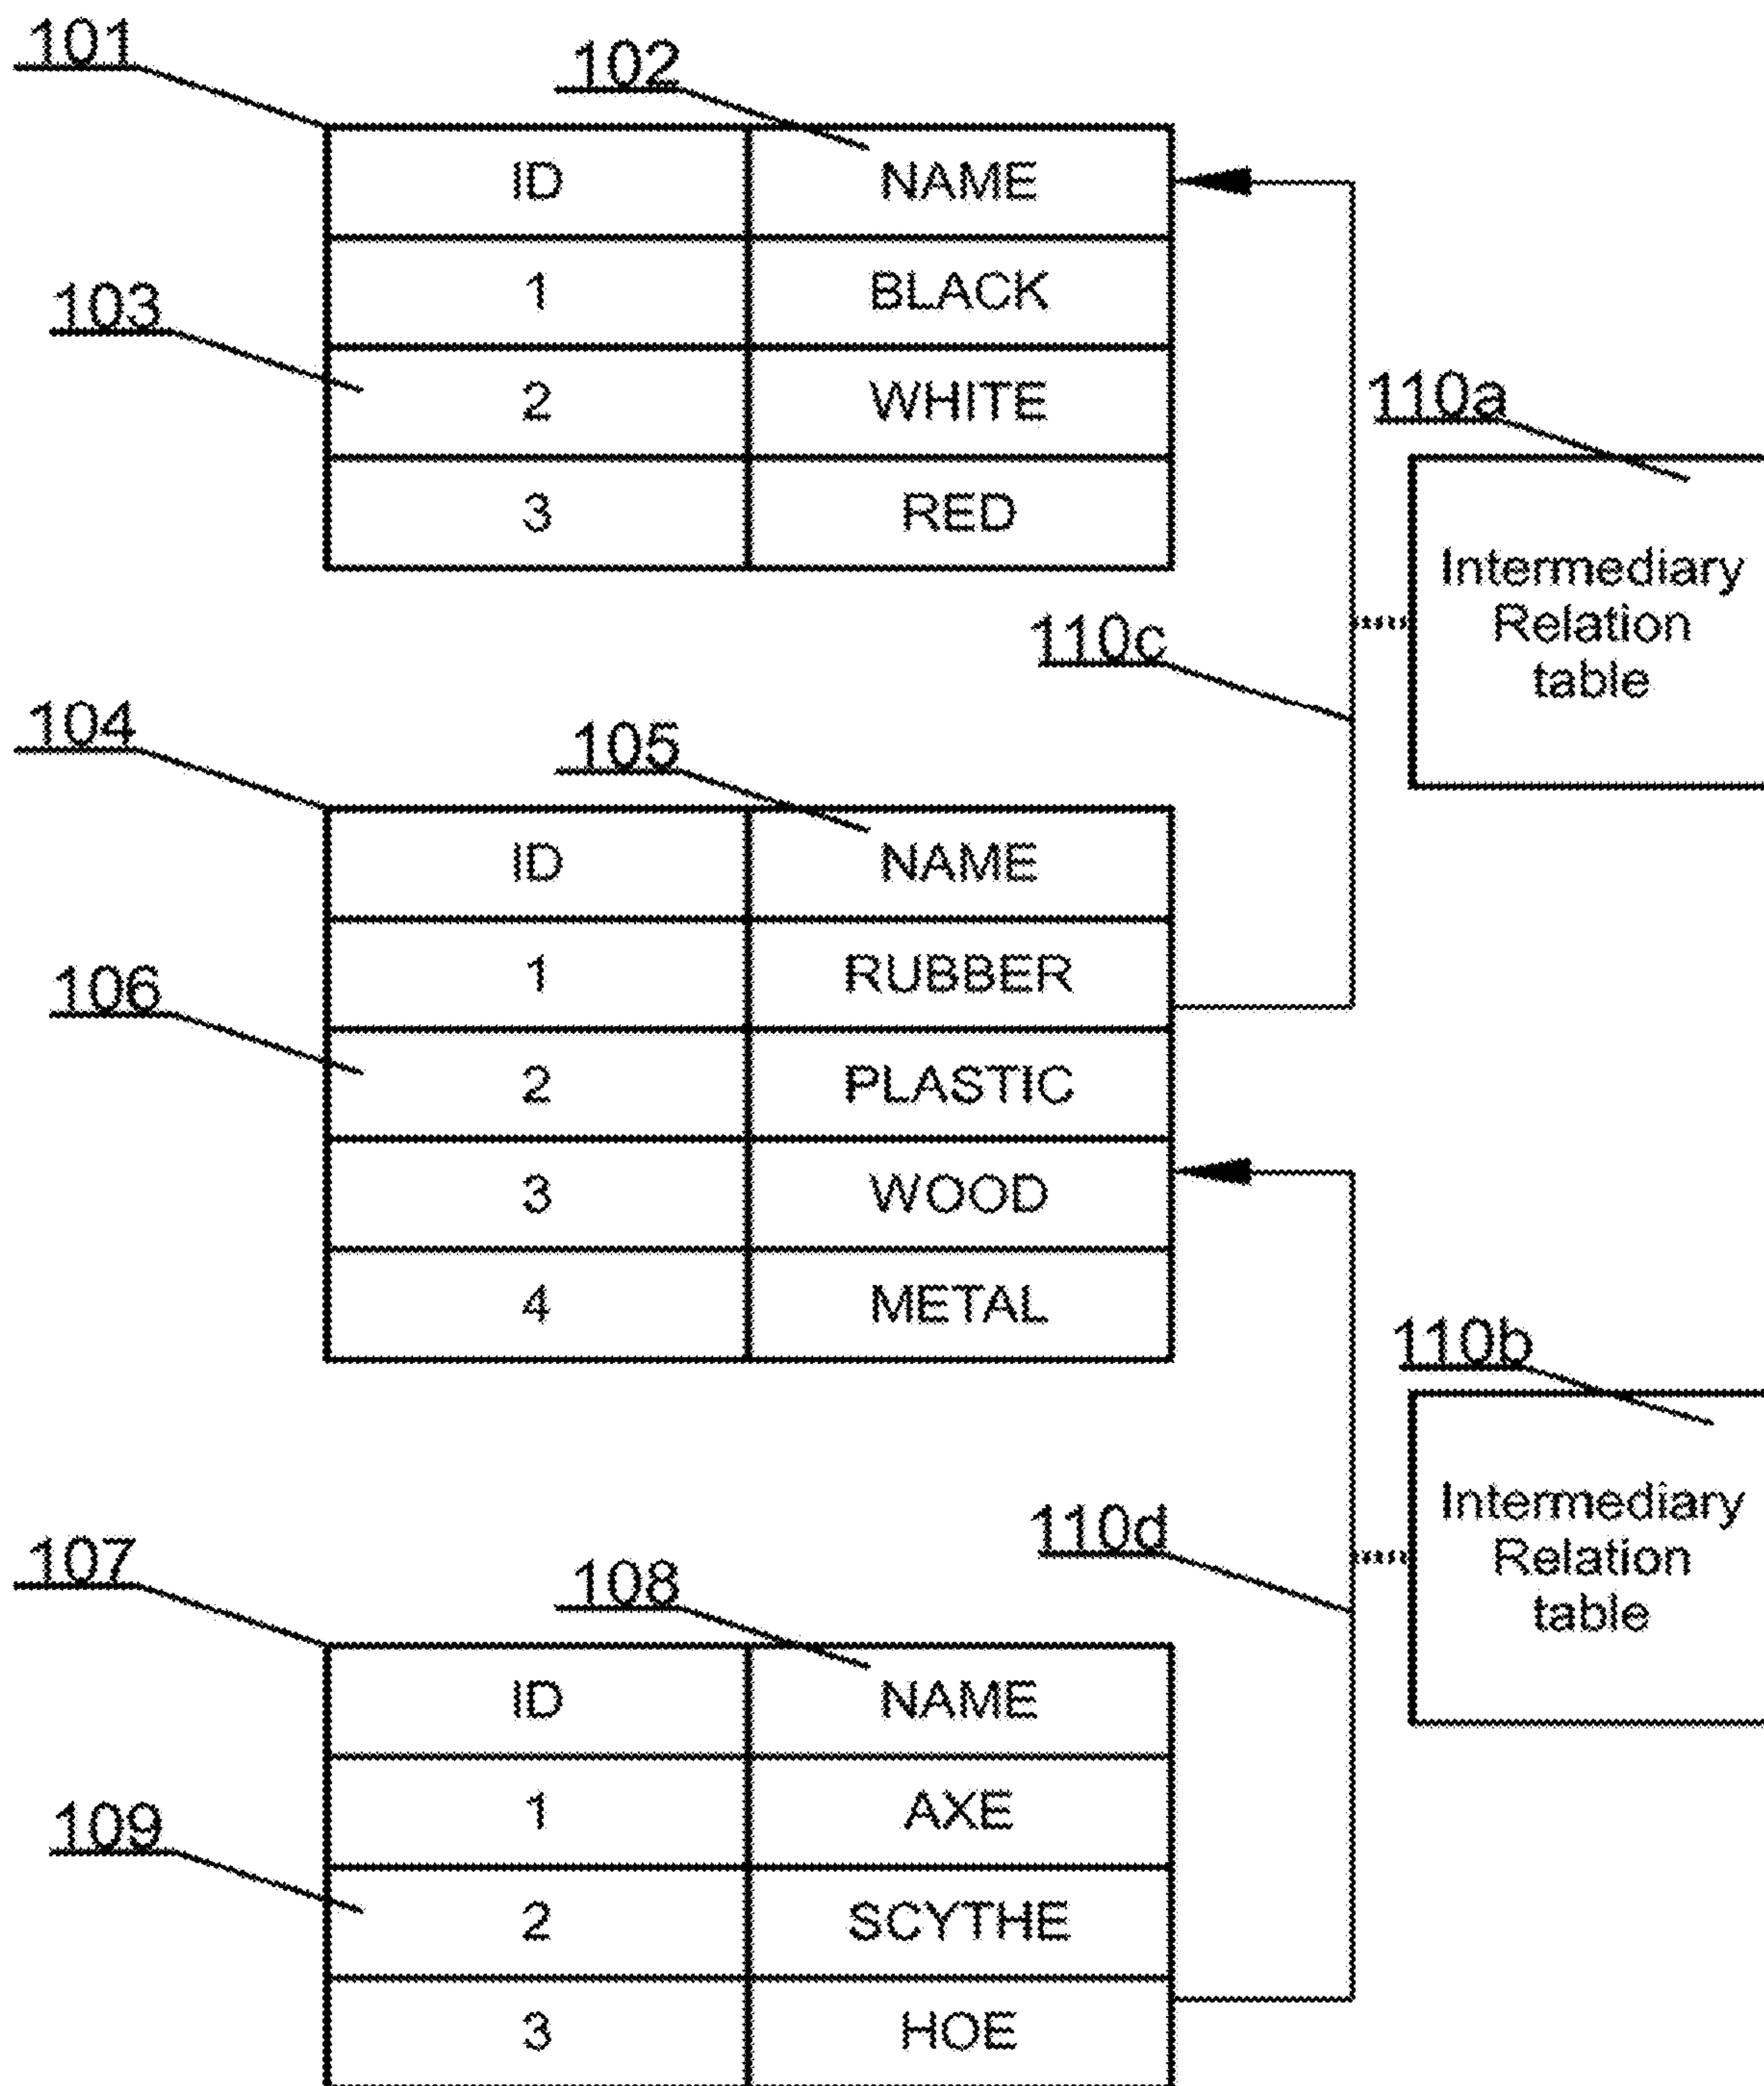 101
102
ID NAME
1 BLACK
103
2 WHITE
3 RED
110a
Intermediary
Relation
table
110c
104
105
ID NAME
1 RUBBER
106
2 PLASTIC
3 WOOD
4 METAL
110b
Intermediary
Relation
table
110d
107
108
ID NAME
1 AXE
109
2 SCYTHE
3 HOE